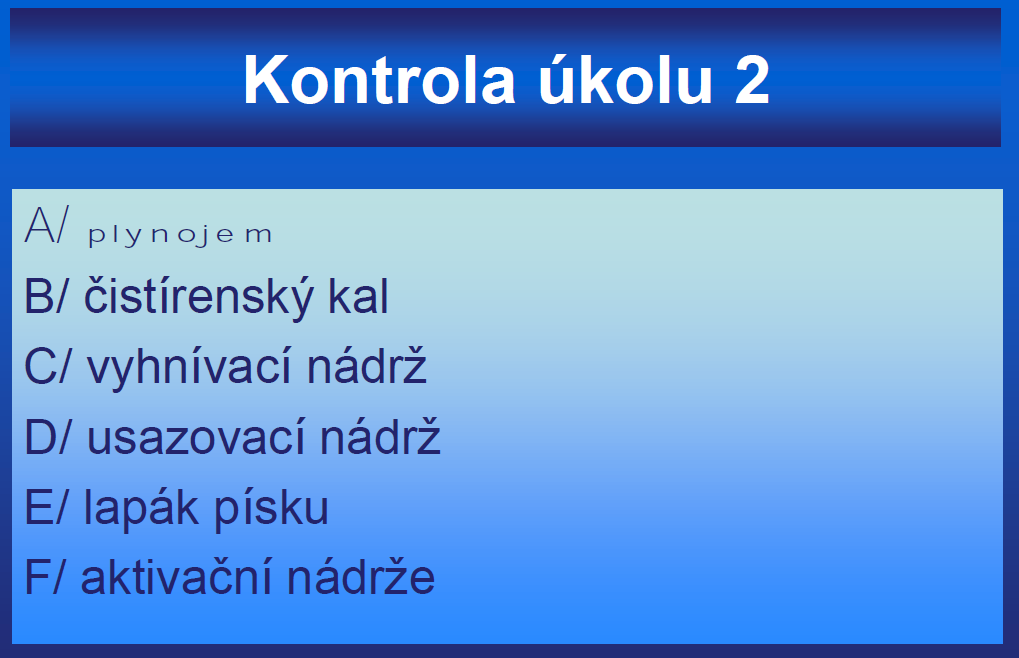 Kontrola úkolu 2
A/ plynojem
B/ čistírenský kal
C/ vyhnívací nádrž
D/ usazovací nádrž
E/ lapák písku
F/ aktivační nádrže